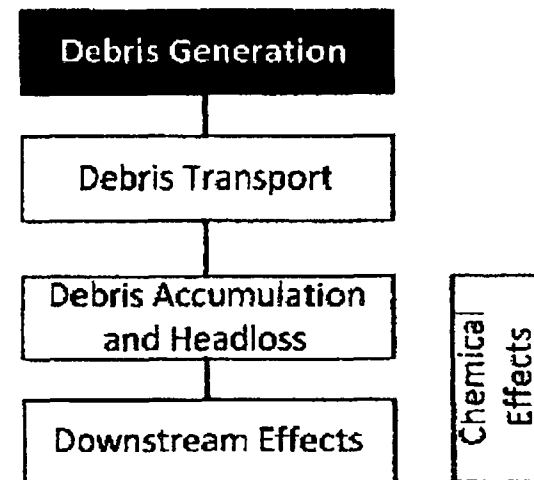 Debris Generation
Debris Transport
Debris Accumulation
and Headloss
Downstream Effects
Chemical
Effects